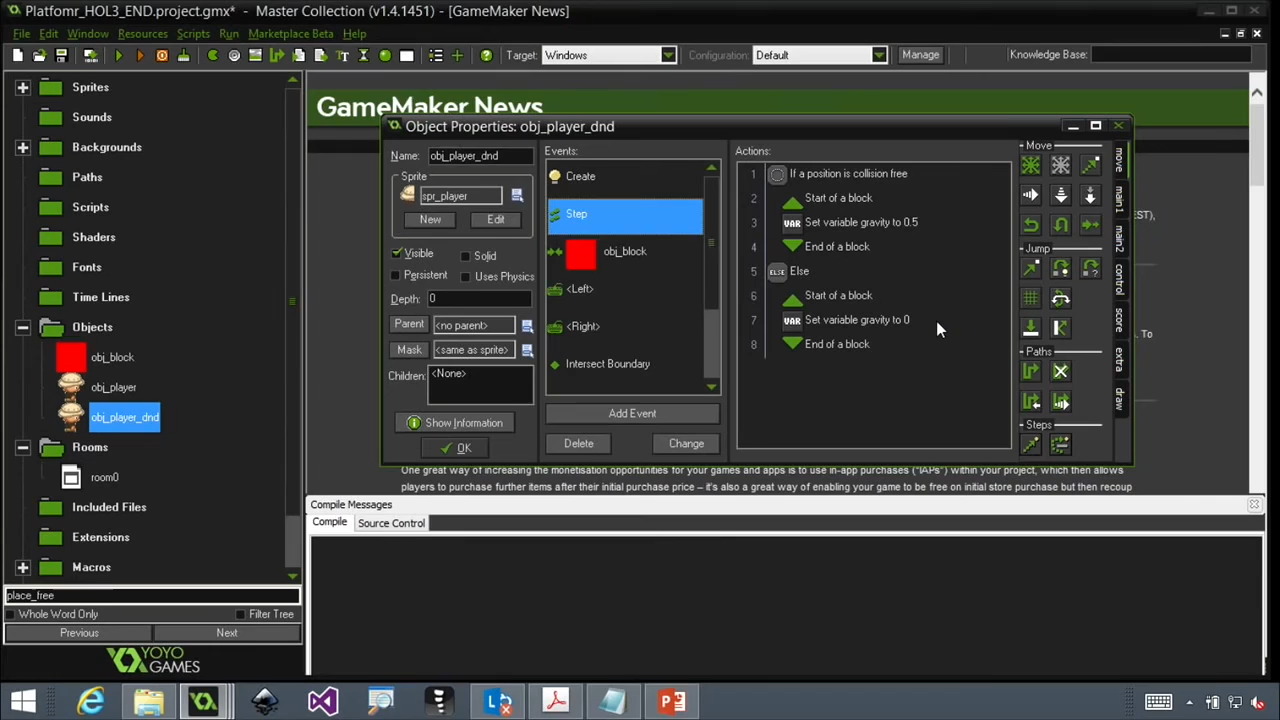 Platfomr_HOL3_END.project.gmx* - Master Collection (v1.4.1451) - [GameMaker News]
File Edit Window Resources Scripts Run Marketplace Beta Help
Target: Windows Configuration: Default Manage Knowledge Base:
Sprites
Sounds
Backgrounds
Paths
Scripts
Shaders
Fonts
Time Lines
Objects
obj_block
obj_player
obj_player_dnd
Rooms
room0
Included Files
Extensions
Macros
place_free
Whole Word Only Filter Tree
Previous Next
YOYO
GAMES
GameMaker News
Object Properties: obj_player_dnd
Name: obj_player_dnd
Sprite
spr_player
New Edit
Visible Solid
Persistent Uses Physics
Depth: 0
Parent <no parent>
Mask <same as sprite>
Children: <None>
Show Information
OK
Events:
Create
Step
obj_block
<Left>
<Right>
Intersect Boundary
Add Event
Delete Change
Actions:
1 If a position is collision free
2 Start of a block
3 VAR Set variable gravity to 0.5
4 End of a block
5 ELSE Else
6 Start of a block
7 VAR Set variable gravity to 0
8 End of a block
Move
Jump
Paths
Steps
move
main1
main2
control
score
extra
draw
EST),
. To
One great way of increasing the monetisation opportunities for your games and apps is to use in-app purchases ("IAPs") within your project, which then allows
players to purchase further items after their initial purchase price – it's also a great way of enabling your game to be free on initial store purchase but then recoup
Compile Messages
Compile Source Control